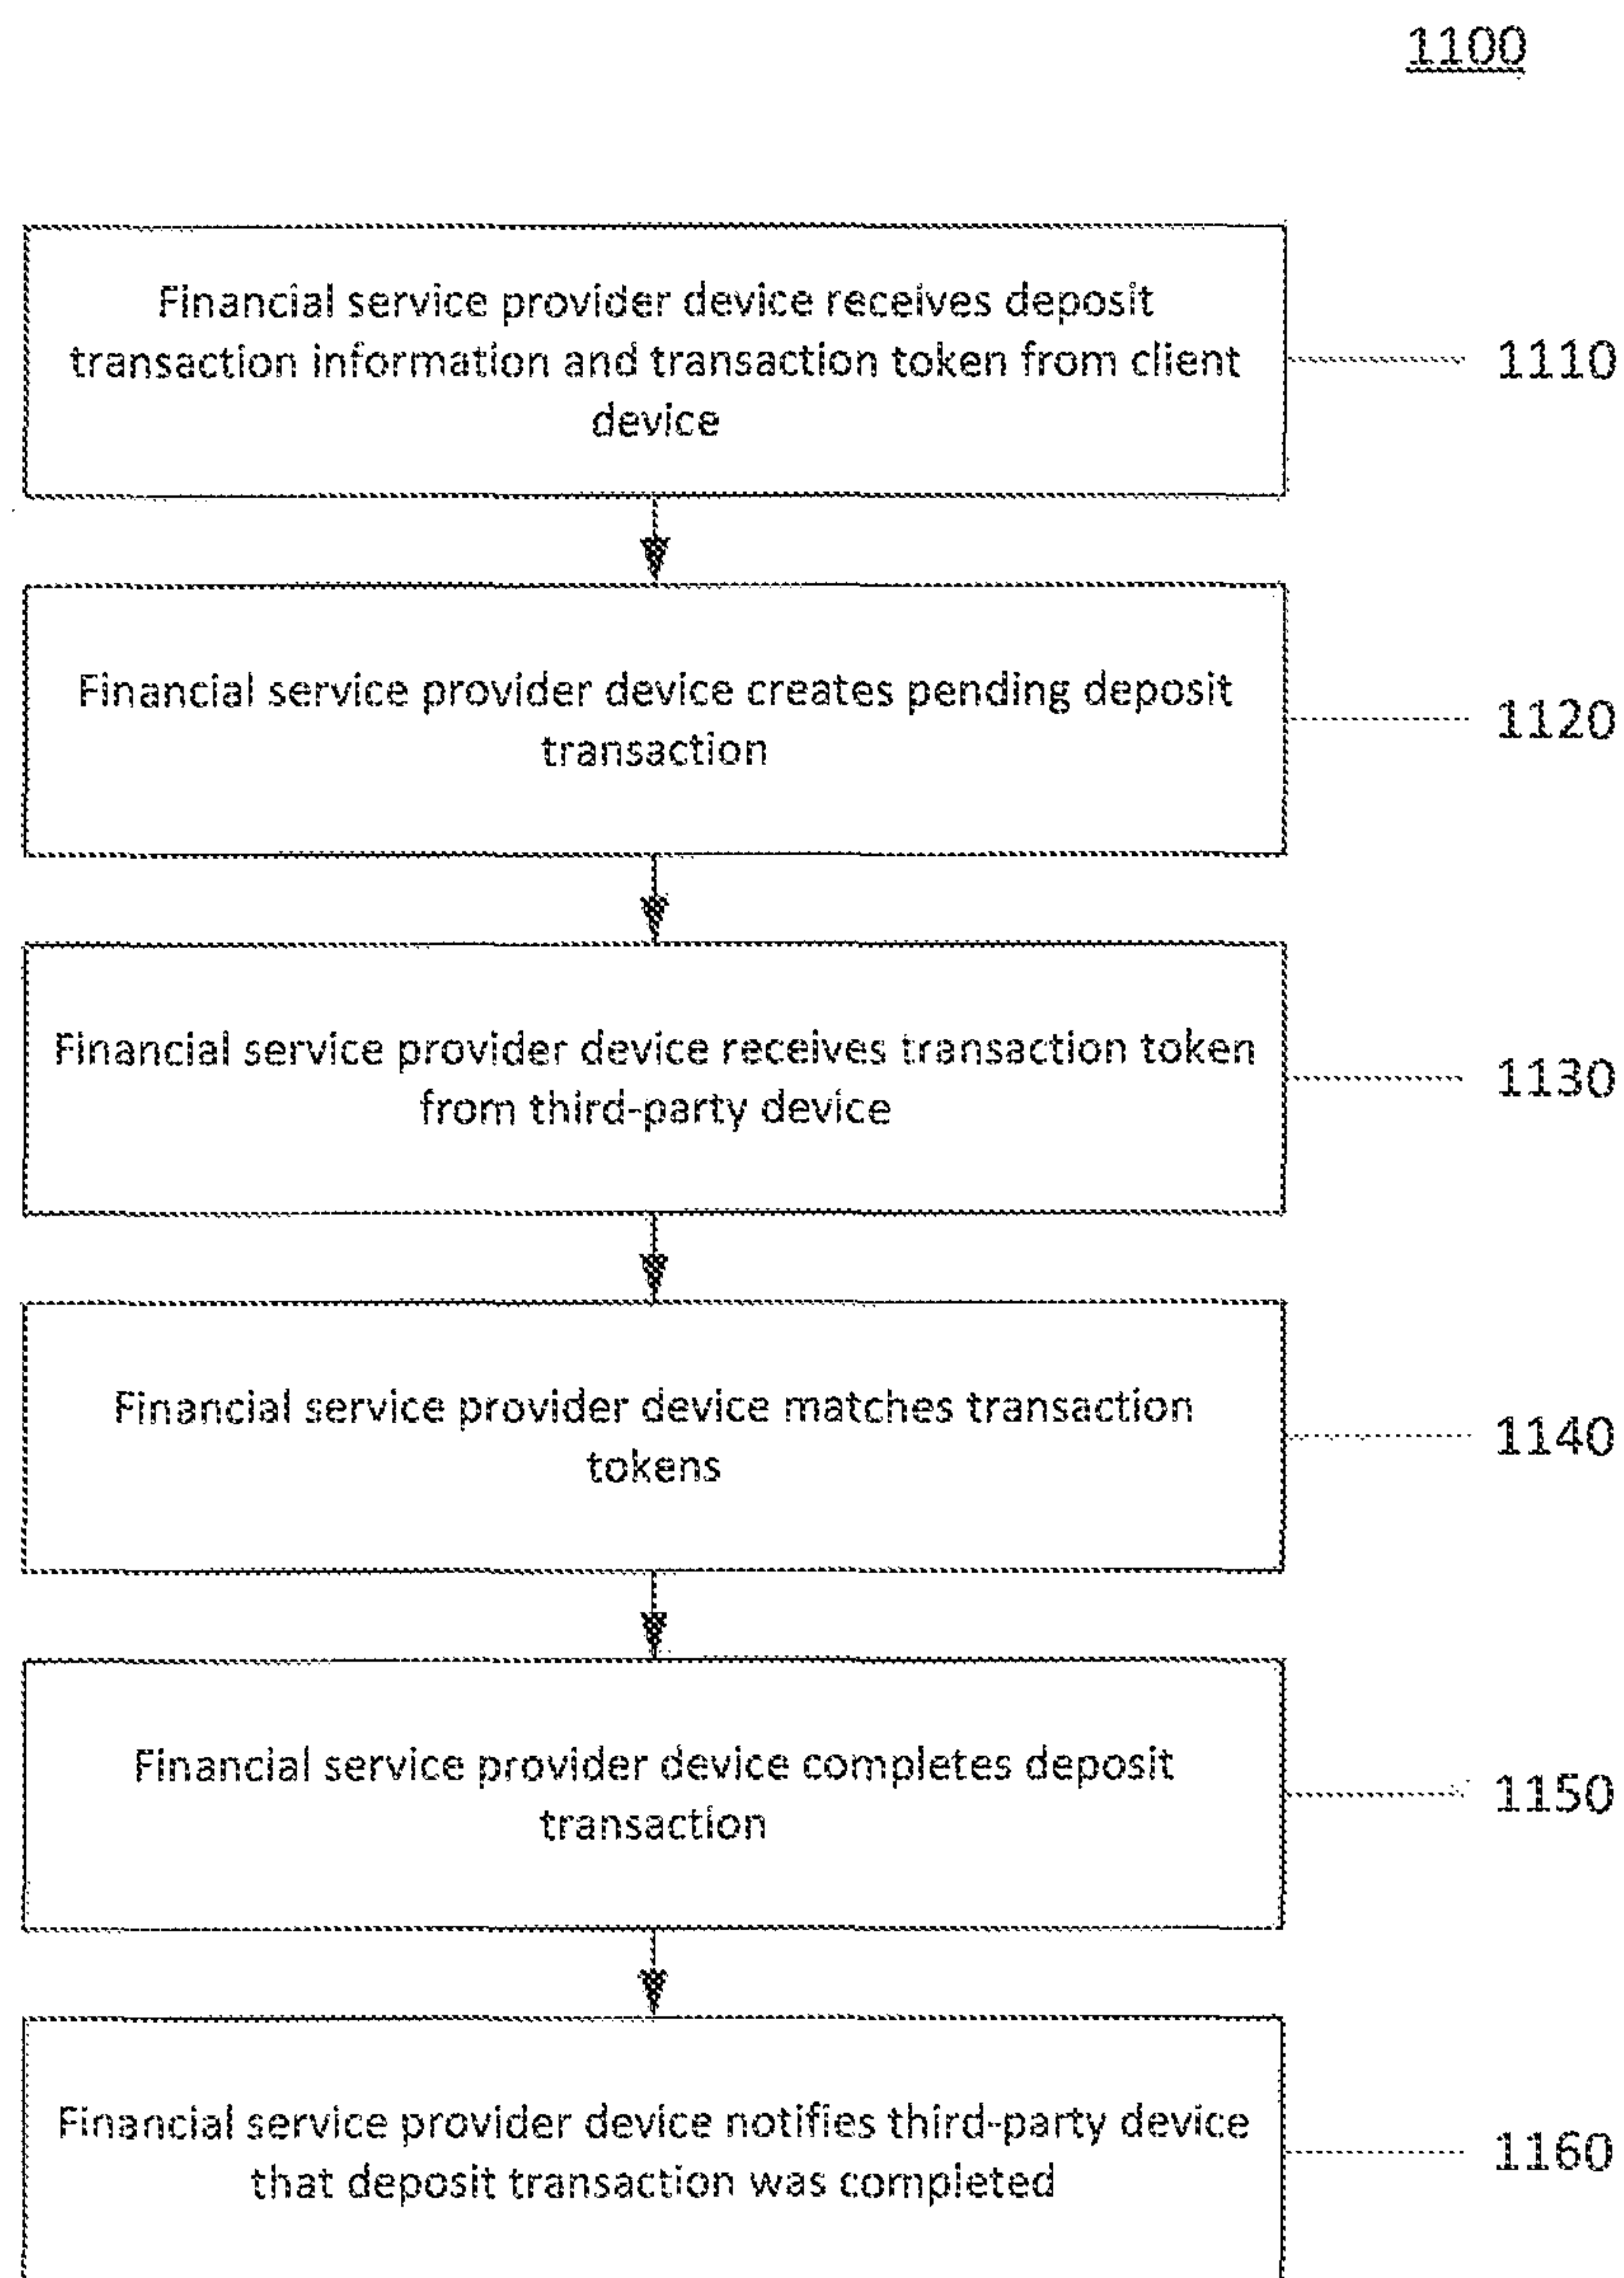 1100
Financial service provider device receives deposit
transaction information and transaction token from client
device
1110
Financial service provider device creates pending deposit
transaction
1120
Financial service provider device receives transaction token
from third-party device
1130
Financial service provider device matches transaction
tokens
1140
Financial service provider device completes deposit
transaction
1150
Financial service provider device notifies third-party device
that deposit transaction was completed
1160